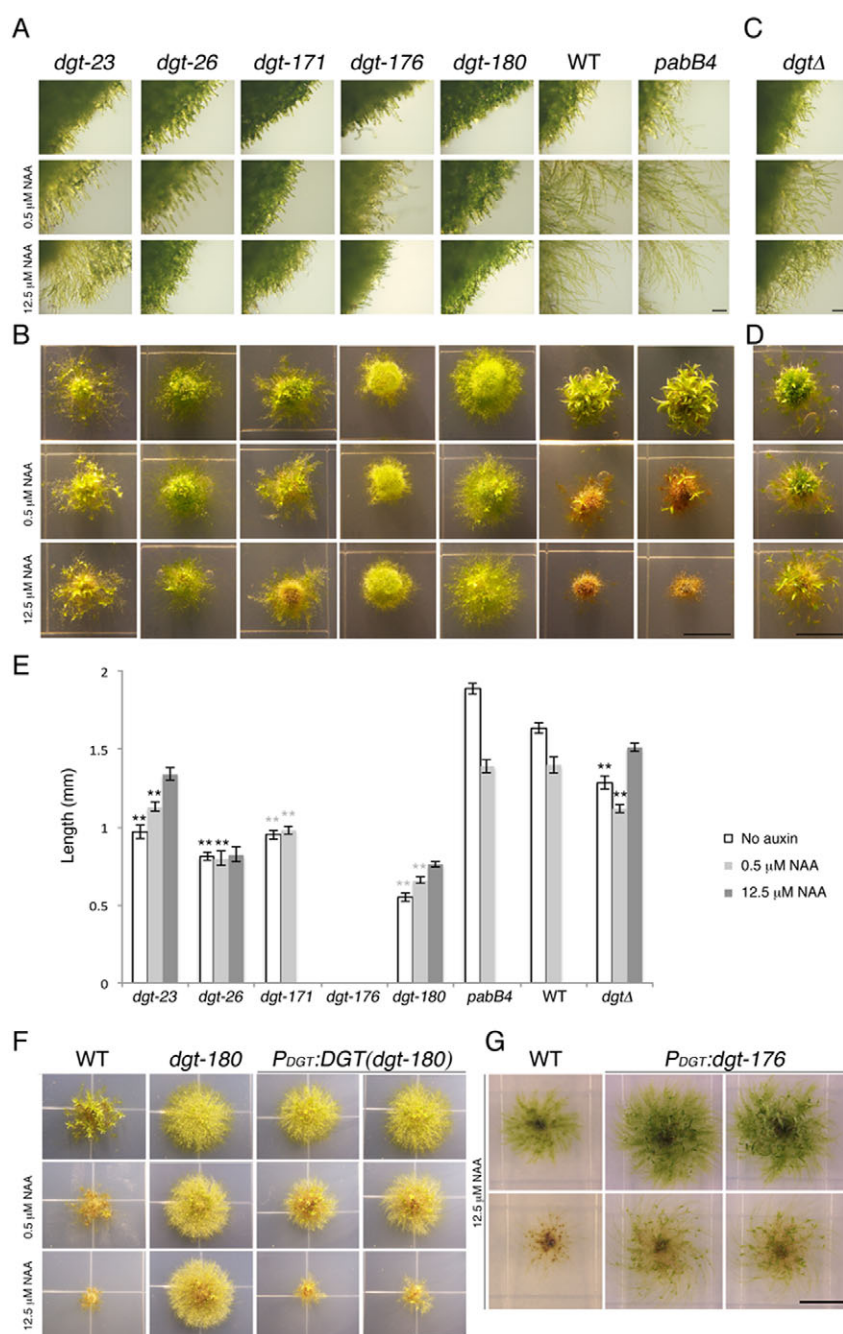 A
C
dgt-23 dgt-26 dgt-171 dgt-176 dgt-180 WT pabB4 dgtΔ
0.5 μM NAA
12.5 μM NAA
B
D
0.5 μM NAA
12.5 μM NAA
E
2
1.5
1
0.5
0
Length (mm)
** ** ** ** ** ** ** ** ** **
No auxin
0.5 μM NAA
12.5 μM NAA
dgt-23 dgt-26 dgt-171 dgt-176 dgt-180 pabB4 WT dgtΔ
F
WT dgt-180 PDGT:DGT(dgt-180)
0.5 μM NAA
12.5 μM NAA
G
WT PDGT:dgt-176
12.5 μM NAA